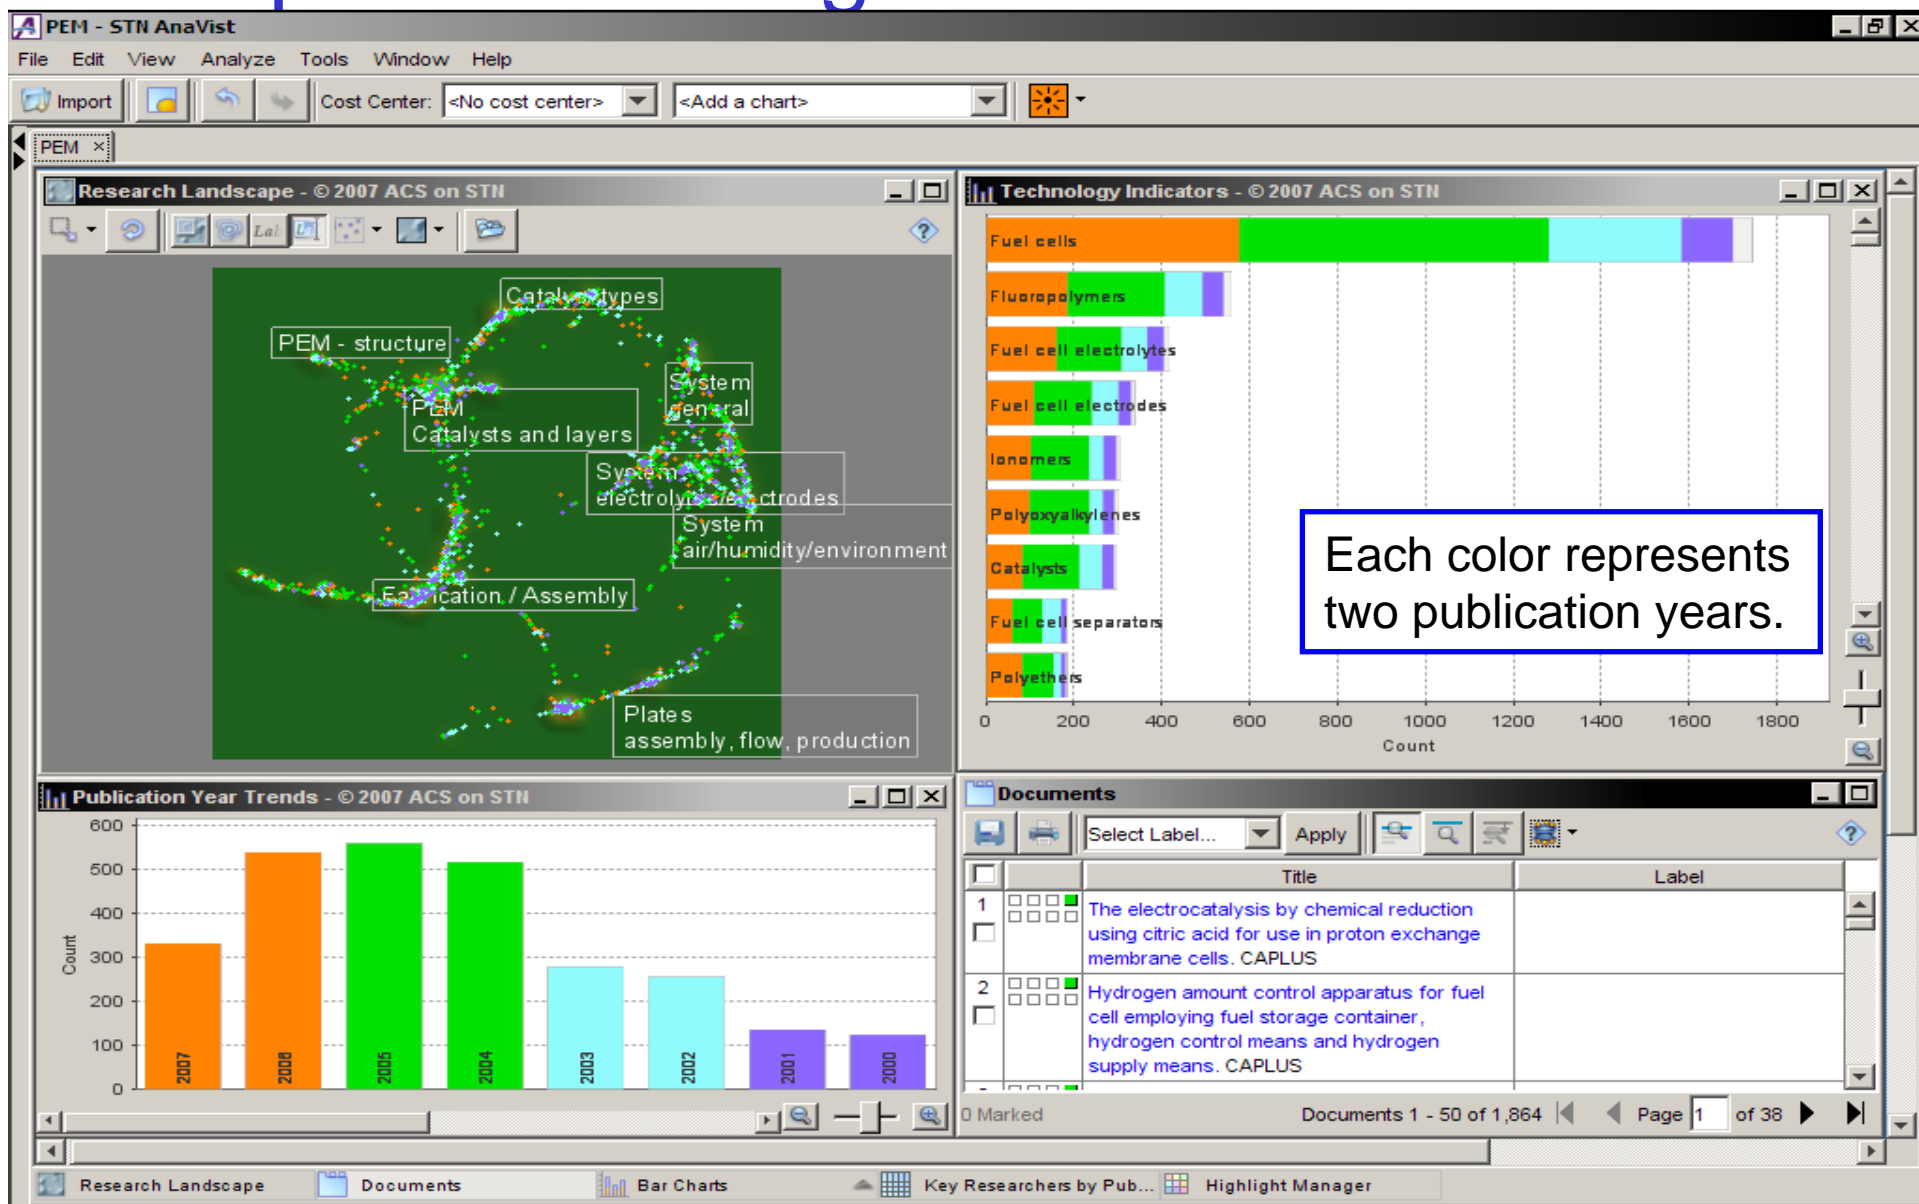 PEM - STN AnaVist
File Edit View Analyze Tools Window Help
Import
Cost Center: <No cost center> <Add a chart>
PEM ×
Research Landscape - © 2007 ACS on STN
Lab
Catalyst types
PEM - structure
System
general
PEM
Catalysts and layers
System
electrolytes/electrodes
System
air/humidity/environment
Fabrication / Assembly
Plates
assembly, flow, production
Technology Indicators - © 2007 ACS on STN
Fuel cells
Fluoropolymers
Fuel cell electrolytes
Fuel cell electrodes
Ionomers
Polyoxyalkylenes
Catalysts
Fuel cell separators
Polyethers
0 200 400 600 800 1000 1200 1400 1600 1800
Count
Each color represents
two publication years.
Publication Year Trends - © 2007 ACS on STN
600
500
400
300
200
100
0
Count
2007 2006 2005 2004 2003 2002 2001 2000
Documents
Select Label... Apply
Title Label
1
The electrocatalysis by chemical reduction
using citric acid for use in proton exchange
membrane cells. CAPLUS
2
Hydrogen amount control apparatus for fuel
cell employing fuel storage container,
hydrogen control means and hydrogen
supply means. CAPLUS
0 Marked Documents 1 - 50 of 1,864 Page 1 of 38
Research Landscape Documents Bar Charts Key Researchers by Pub... Highlight Manager